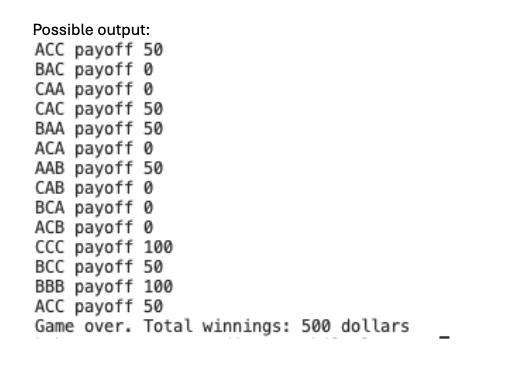 Possible output:
ACC payoff 50
BAC payoff 0
CAA payoff 0
CAC payoff 50
BAA payoff 50
ACA payoff 0
AAB payoff 50
CAB payoff 0
BCA payoff 0
ACB payoff 0
CCC payoff 100
BCC payoff 50
BBB payoff 100
ACC payoff 50
Game over. Total winnings: 500 dollars